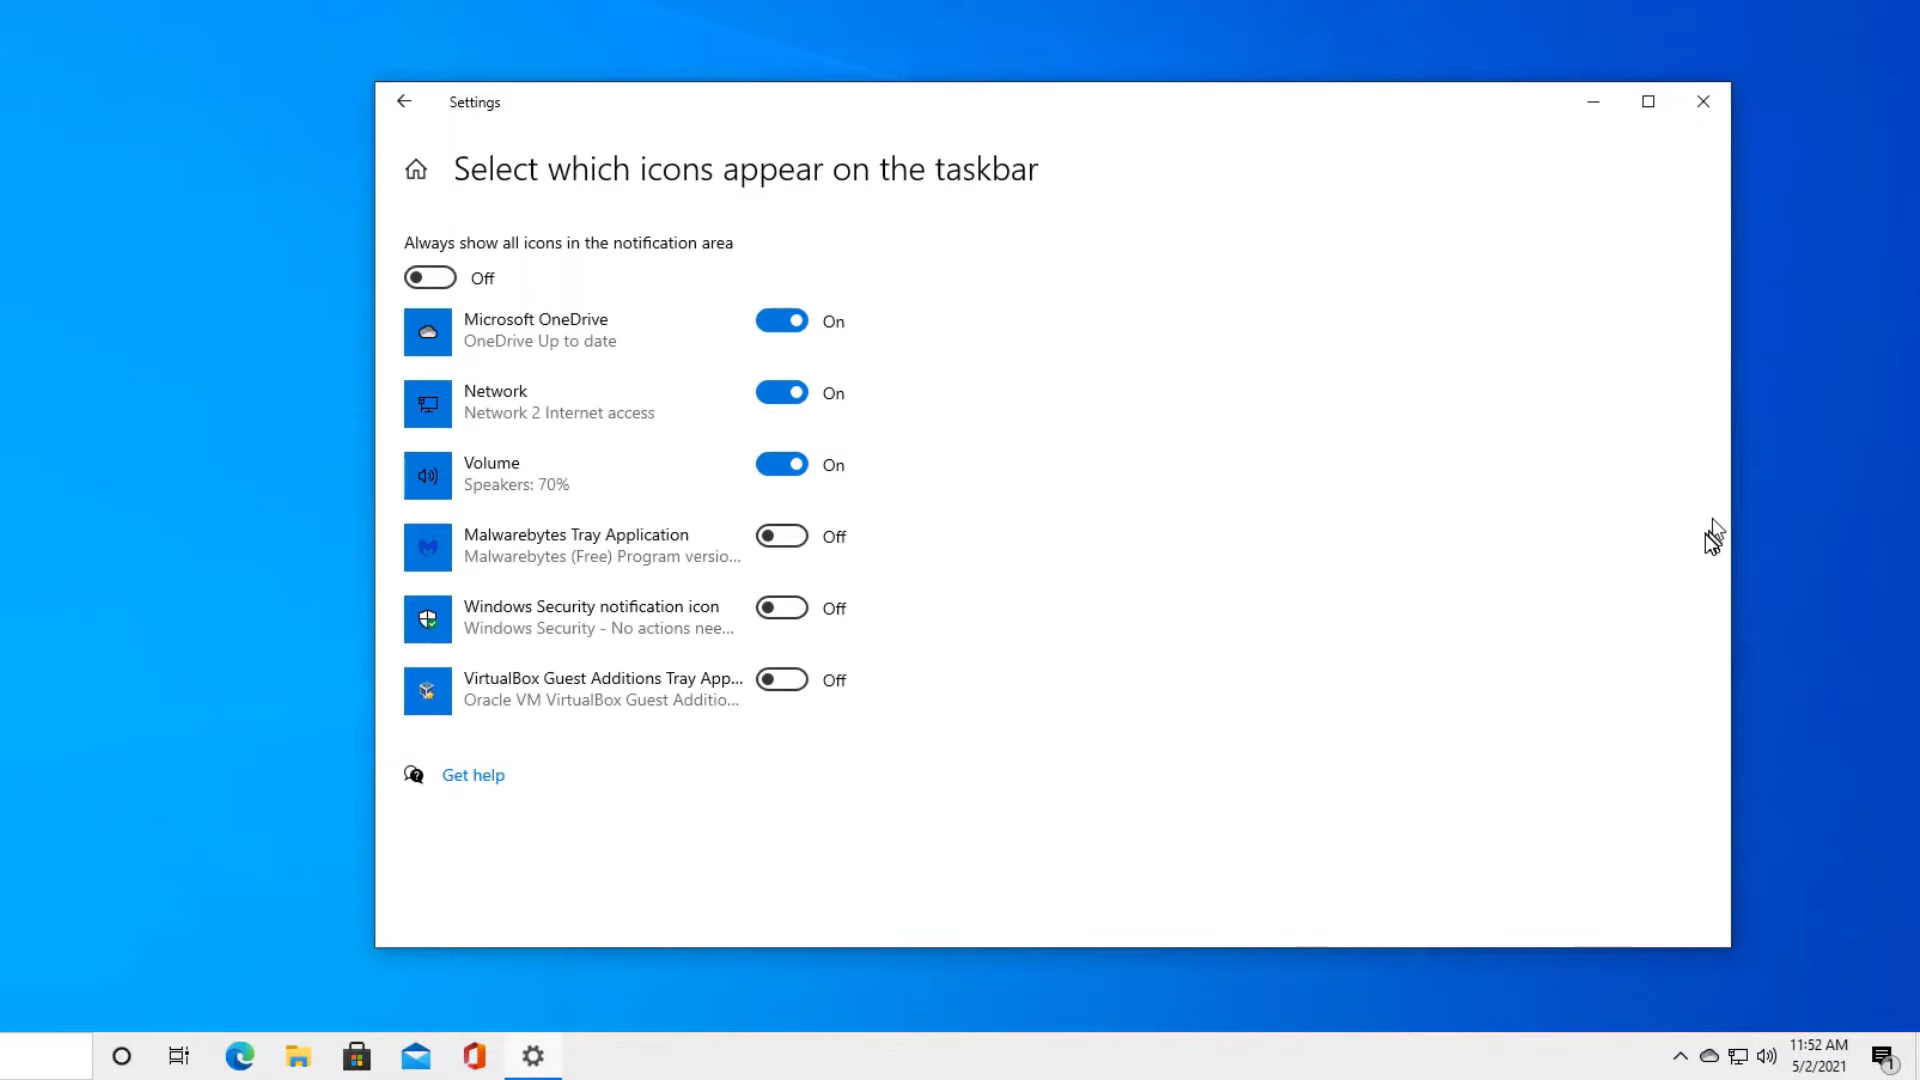 Settings
Select which icons appear on the taskbar
Always show all icons in the notification area
Off
Microsoft OneDrive
OneDrive Up to date
On
Network
Network 2 Internet access
On
Volume
Speakers: 70%
On
Malwarebytes Tray Application
Malwarebytes (Free) Program versio...
Off
Windows Security notification icon
Windows Security - No actions nee...
Off
VirtualBox Guest Additions Tray App...
Oracle VM VirtualBox Guest Additio...
Off
Get help
11:52 AM
5/2/2021
1